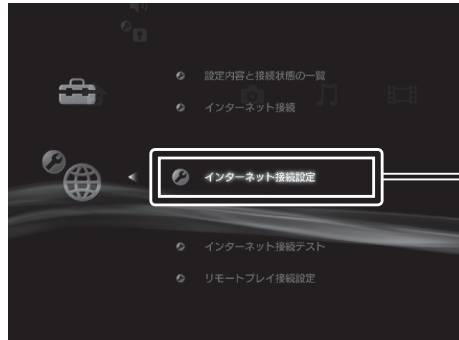 設定内容と接続状態の一覧
インターネット接続
インターネット接続設定
インターネット接続テスト
リモートプレイ接続設定